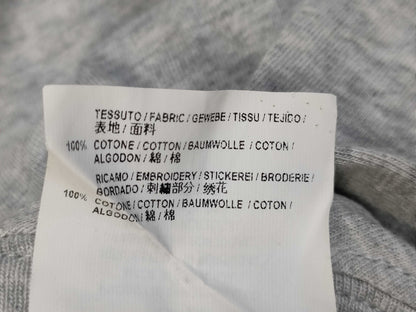 TESSUTO / FABRIC / GEWEBE / TISSU / TEJIDO /
表地 / 面料
100% COTONE / COTTON / BAUMWOLLE / COTON /
ALGODON / 綿 / 棉
RICAMO / EMBROIDERY / STICKEREI / BRODERIE /
BORDADO / 刺繡部分 / 绣花
100% COTONE / COTTON / BAUMWOLLE / COTON /
ALGODON / 綿 / 棉